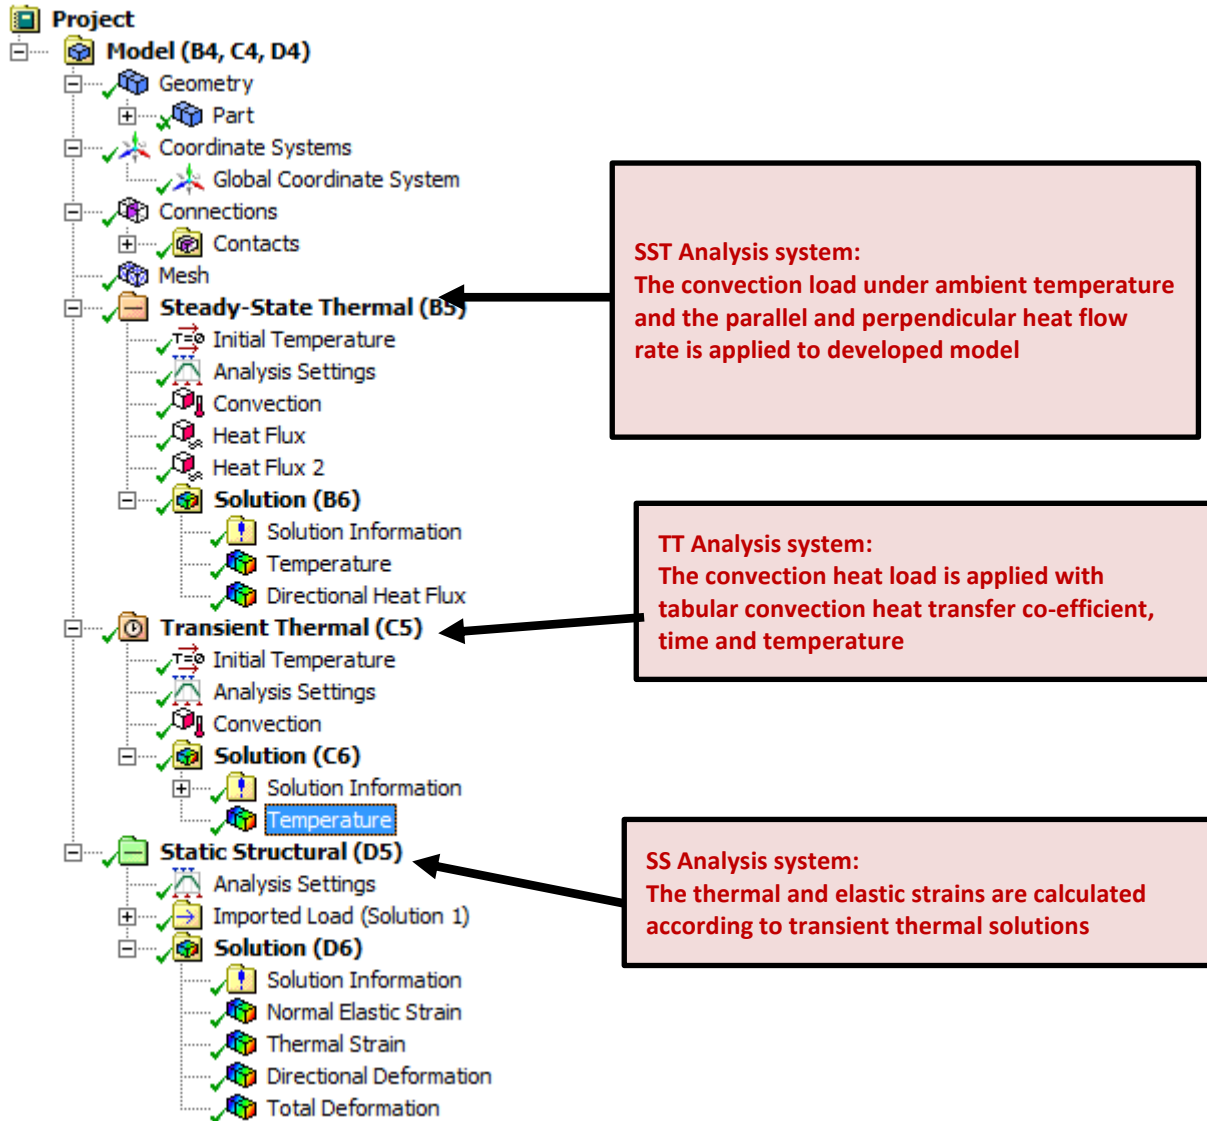 Project
Model (B4, C4, D4)
Geometry
Part
Coordinate Systems
Global Coordinate System
Connections
Contacts
Mesh
Steady-State Thermal (B5)
Initial Temperature
Analysis Settings
Convection
Heat Flux
Heat Flux 2
Solution (B6)
Solution Information
Temperature
Directional Heat Flux
Transient Thermal (C5)
Initial Temperature
Analysis Settings
Convection
Solution (C6)
Solution Information
Temperature
Static Structural (D5)
Analysis Settings
Imported Load (Solution 1)
Solution (D6)
Solution Information
Normal Elastic Strain
Thermal Strain
Directional Deformation
Total Deformation
SST Analysis system:
The convection load under ambient temperature
and the parallel and perpendicular heat flow
rate is applied to developed model
TT Analysis system:
The convection heat load is applied with
tabular convection heat transfer co-efficient,
time and temperature
SS Analysis system:
The thermal and elastic strains are calculated
according to transient thermal solutions